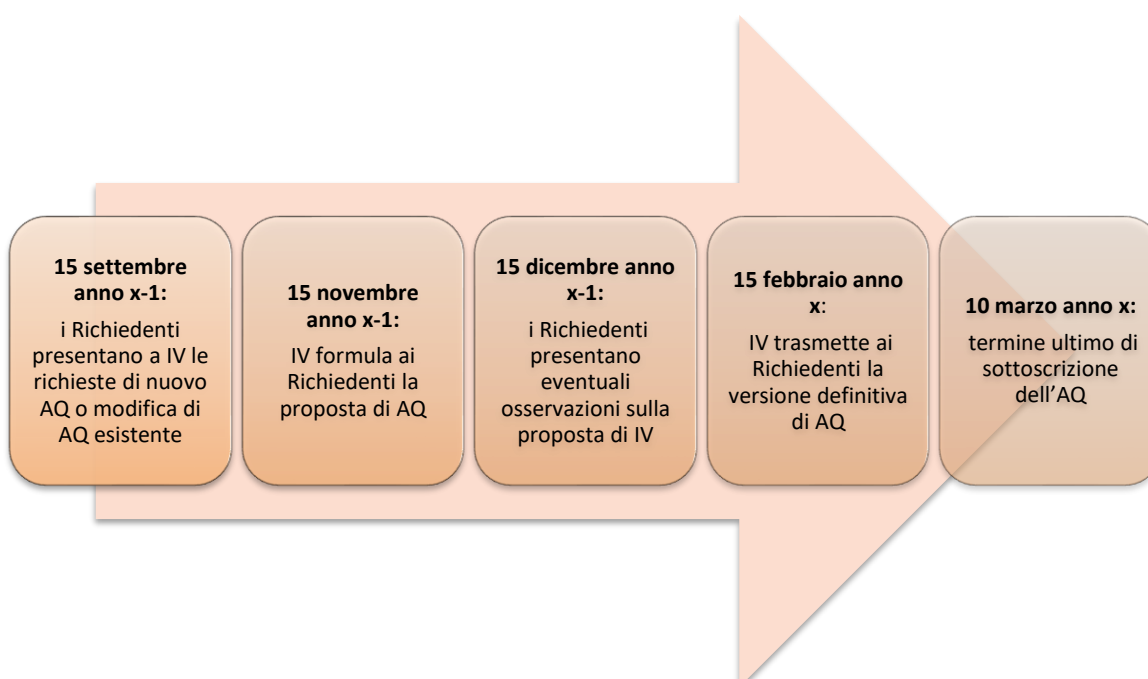 15 settembre
anno x-1:
i Richiedenti
presentano a IV le
richieste di nuovo
AQ o modifica di
AQ esistente
15 novembre
anno x-1:
IV formula ai
Richiedenti la
proposta di AQ
15 dicembre anno
x-1:
i Richiedenti
presentano
eventuali
osservazioni sulla
proposta di IV
15 febbraio anno
x:
IV trasmette ai
Richiedenti la
versione definitiva
di AQ
10 marzo anno x:
termine ultimo di
sottoscrizione
dell’AQ